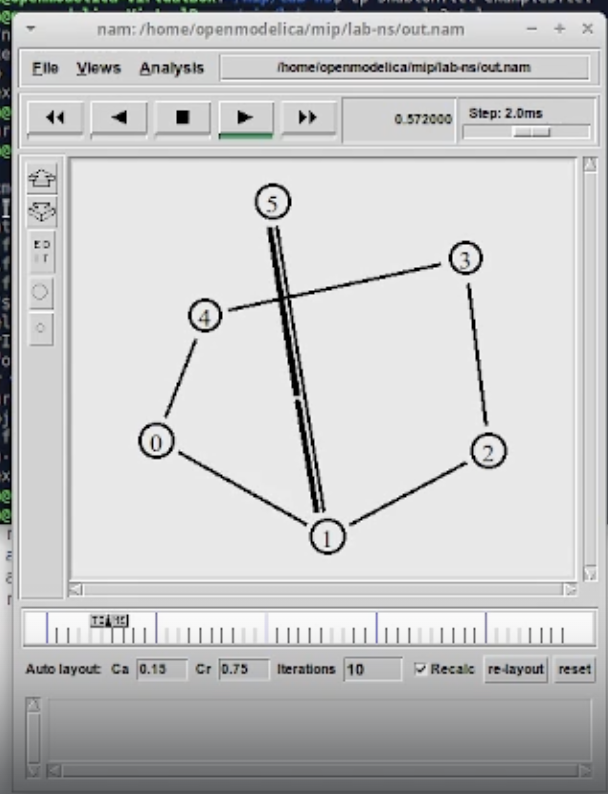 nam: /home/openmodelica/mip/lab-ns/out.nam
File Views Analysis /home/openmodelica/mip/lab-ns/out.nam
0.572000 Step: 2.0ms
5
3
4
0
2
1
TIME
Auto layout: Ca 0.15 Cr 0.75 Iterations 10 Recalc re-layout reset